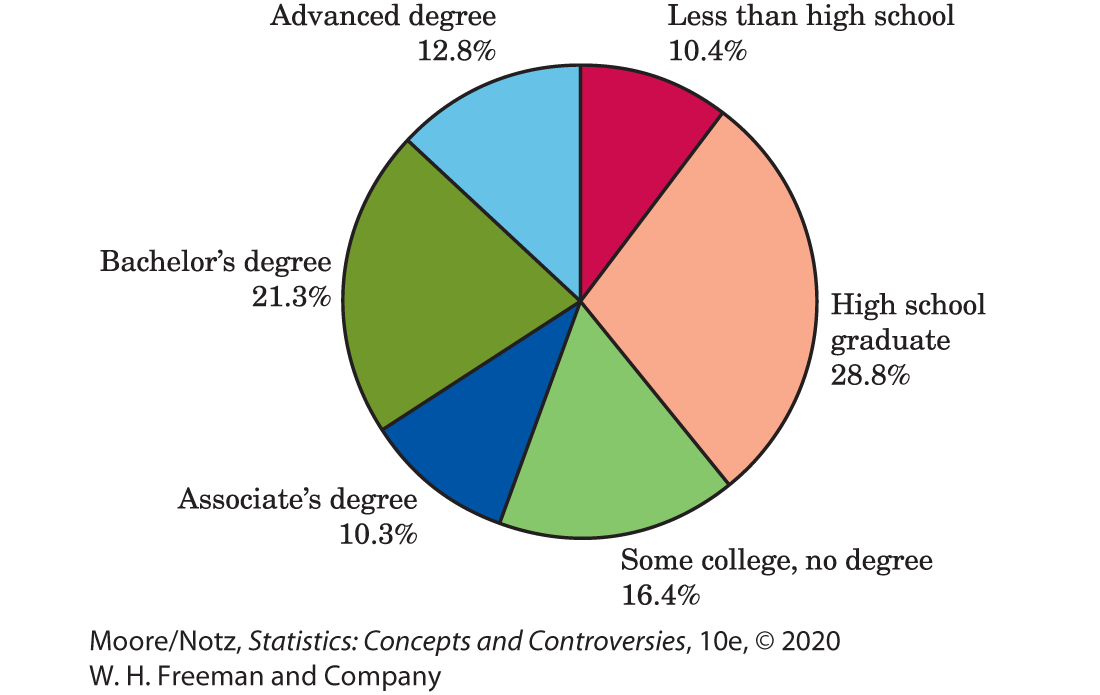 Advanced degree
12.8%
Less than high school
10.4%
Bachelor’s degree
21.3%
High school
graduate
28.8%
Associate’s degree
10.3%
Some college, no degree
16.4%
Moore/Notz, Statistics: Concepts and Controversies, 10e, © 2020
W. H. Freeman and Company